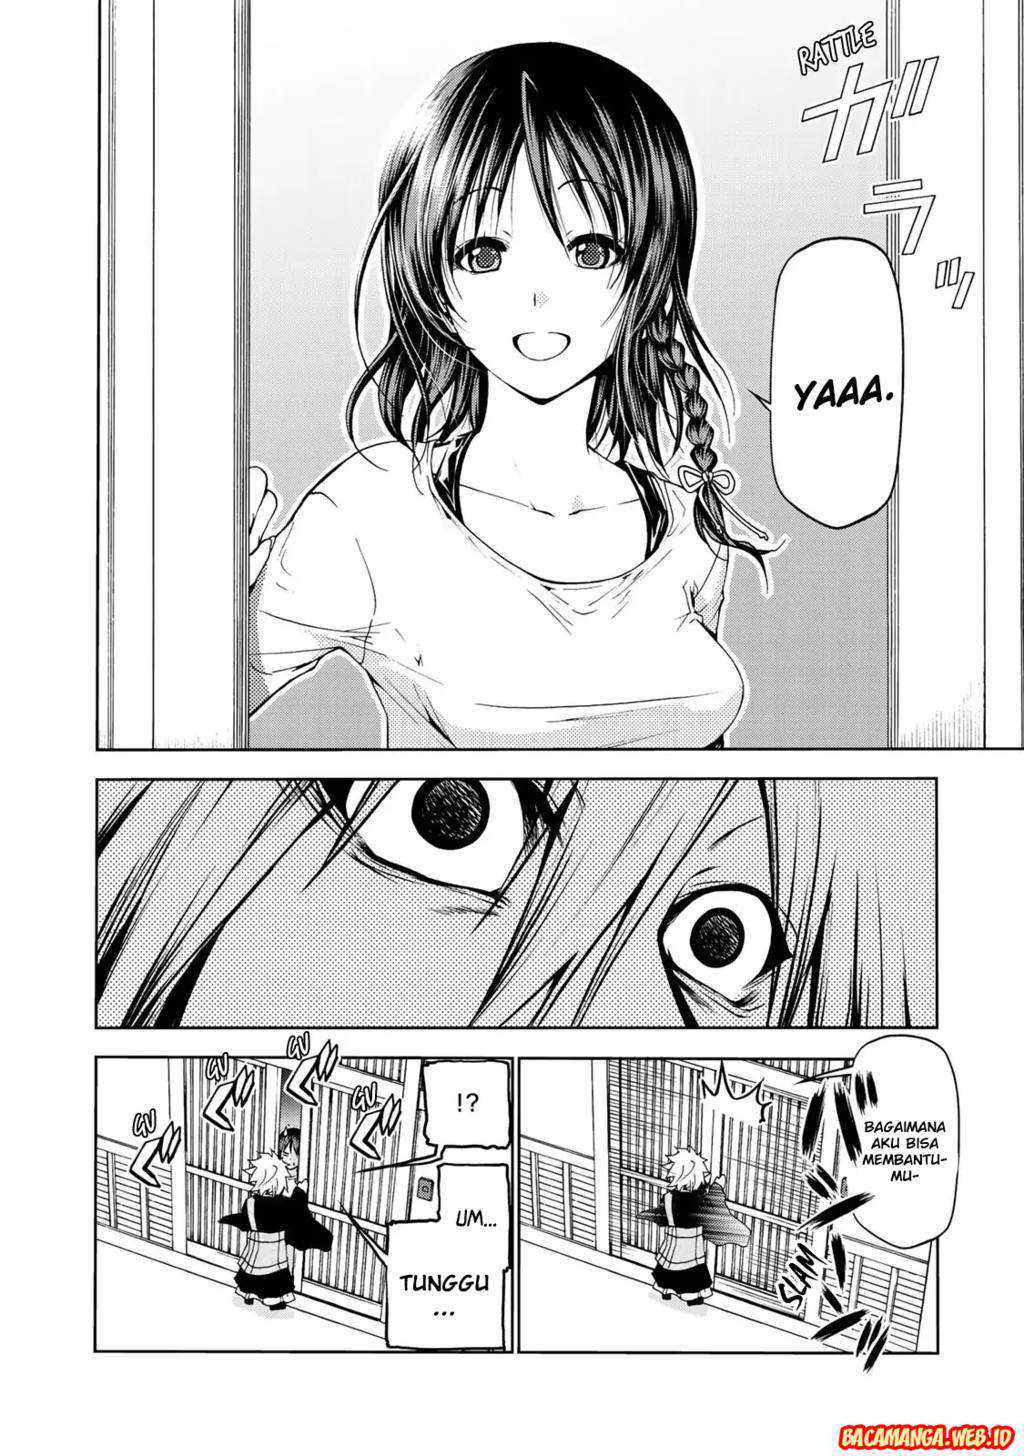 RATTLE
ガ
ラ
ッ
YAAA.
BAGAIMANA
AKU BISA
MEMBANTU-
MU-
SLAM
!?
UM...
TUNGGU
...
GU
GU
GU
GU
BACAMANGA.WEB.ID